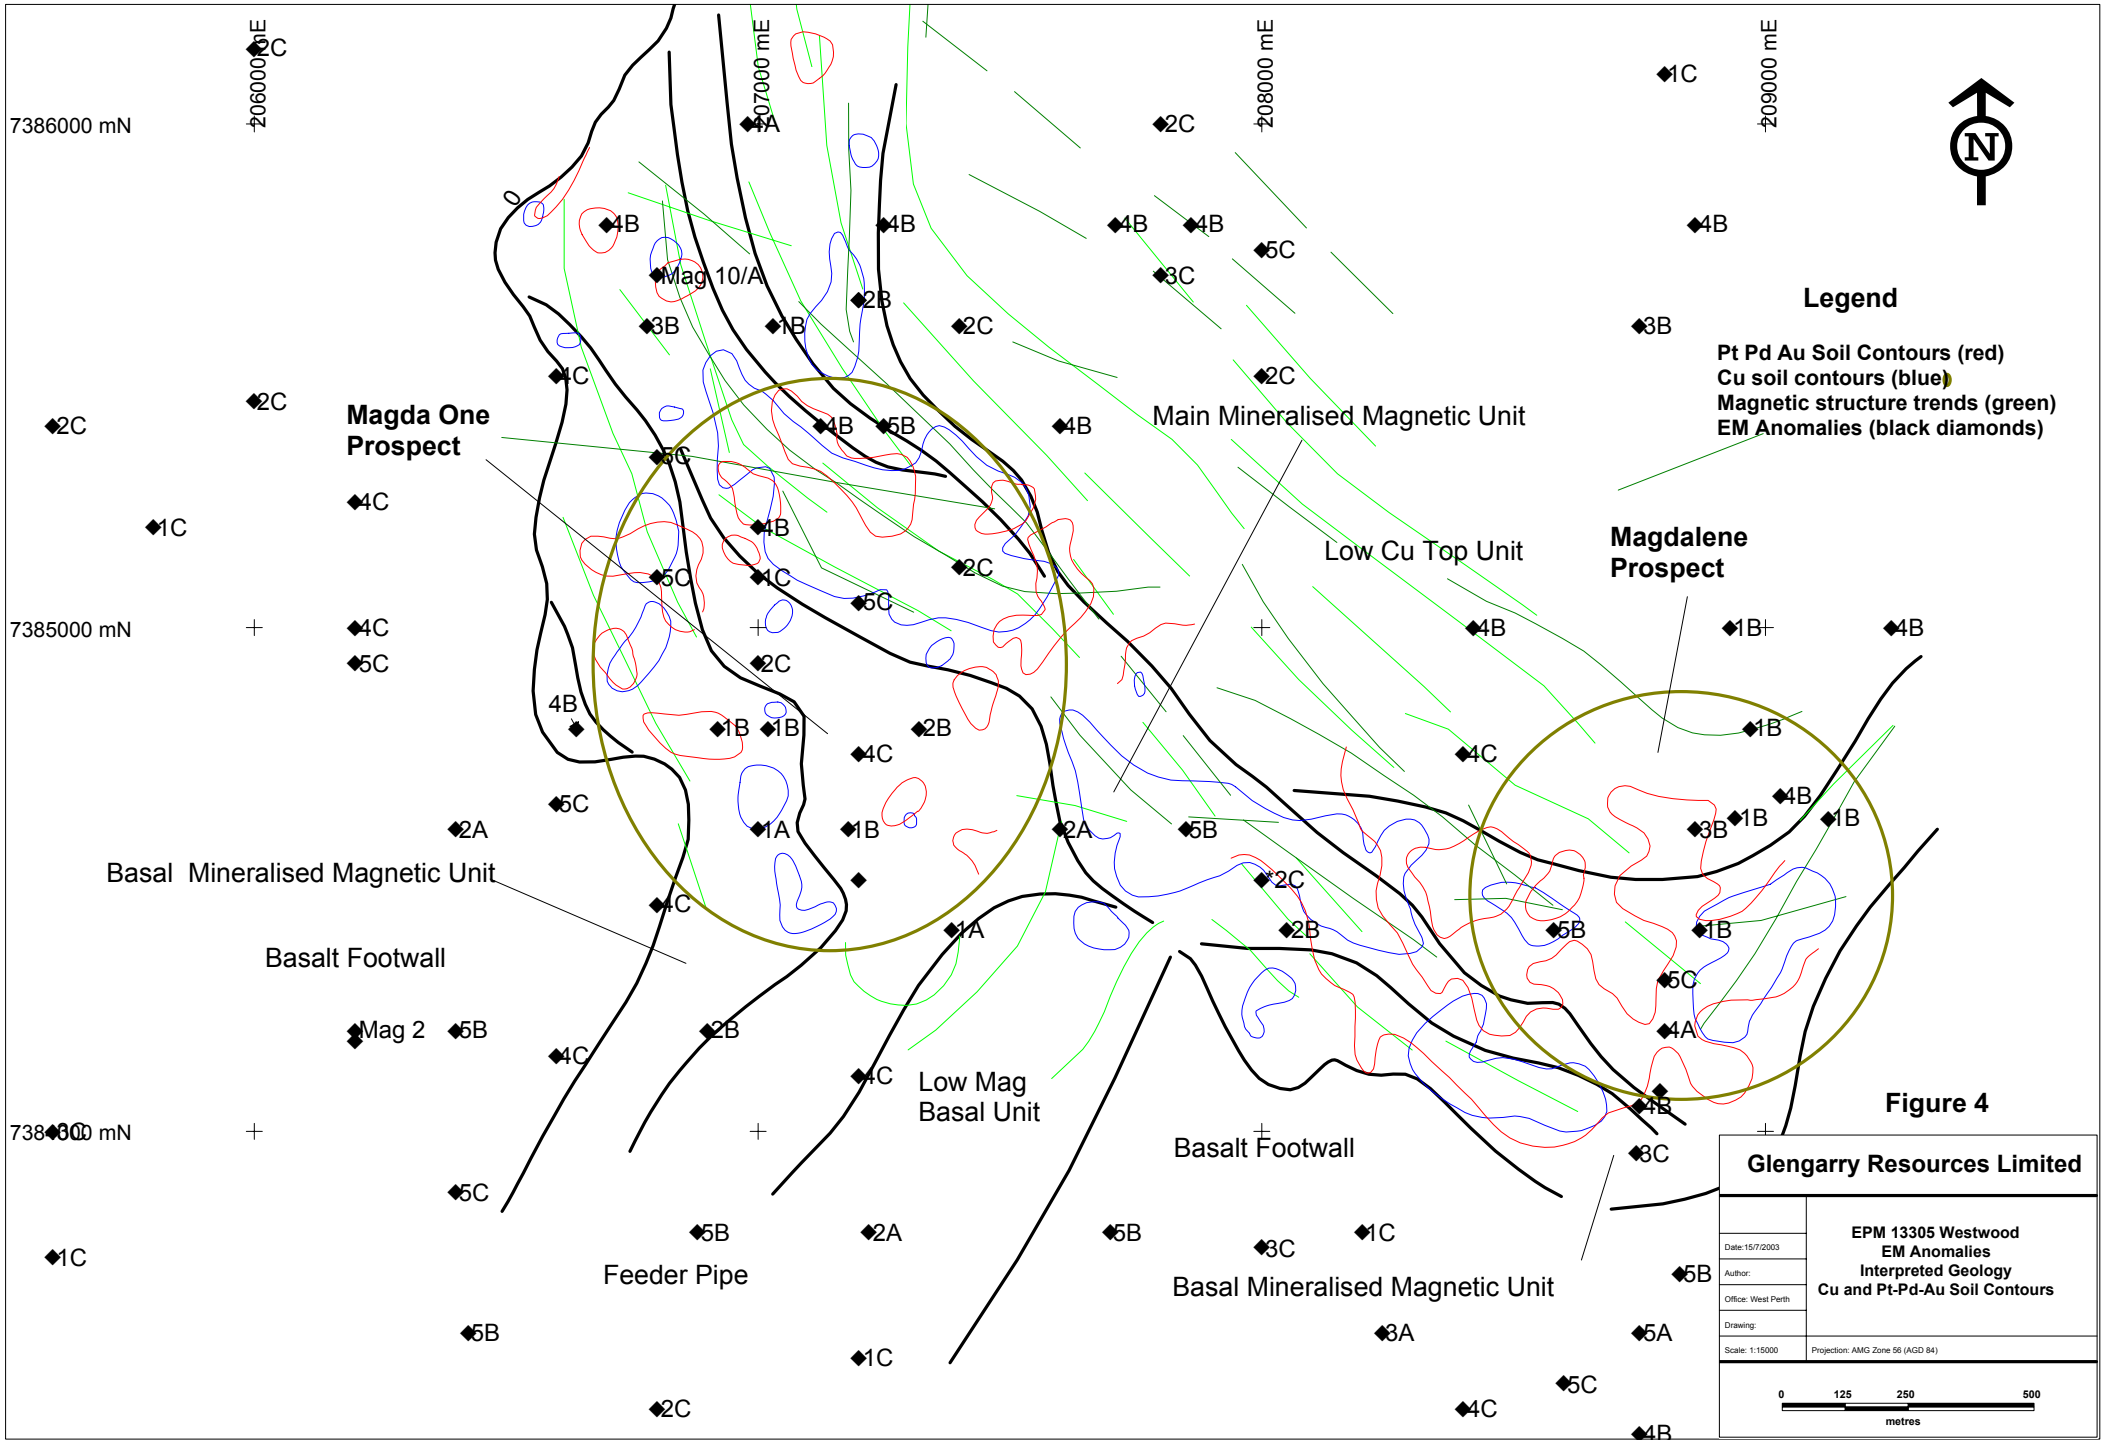 206000 mE
207000 mE
208000 mE
209000 mE
2C
1C
7386000 mN
4A
2C
N
0
4B
4B
4B
4B
4B
5C
Mag 10/A
3C
2B
Legend
3B
1B
2C
3B
Pt Pd Au Soil Contours (red)
Cu soil contours (blue)
Magnetic structure trends (green)
EM Anomalies (black diamonds)
4C
2C
2C
2C
Magda One
Prospect
4B
5B
4B
Main Mineralised Magnetic Unit
5C
4C
1C
4B
Magdalene
Prospect
Low Cu Top Unit
5C
1C
2C
5C
7385000 mN
4C
4B
1B
4B
5C
2C
4B
1B
1B
2B
1B
4C
4C
5C
4B
2A
1A
1B
2A
5B
3B
1B
1B
Basal Mineralised Magnetic Unit
*2C
4C
1A
2B
5B
1B
Basalt Footwall
5C
Mag 2
5B
2B
4A
4C
4C
Low Mag
Basal Unit
4B
Figure 4
3C
7384000 mN
Basalt Footwall
3C
Glengarry Resources Limited
5C
5B
2A
5B
3C
1C
EPM 13305 Westwood
EM Anomalies
Interpreted Geology
Cu and Pt-Pd-Au Soil Contours
Date:15/7/2003
Author:
Office: West Perth
Drawing:
Scale: 1:15000
Projection: AMG Zone 56 (AGD 84)
1C
Feeder Pipe
Basal Mineralised Magnetic Unit
5B
5B
3A
5A
1C
5C
2C
4C
4B
0 125 250 500
metres